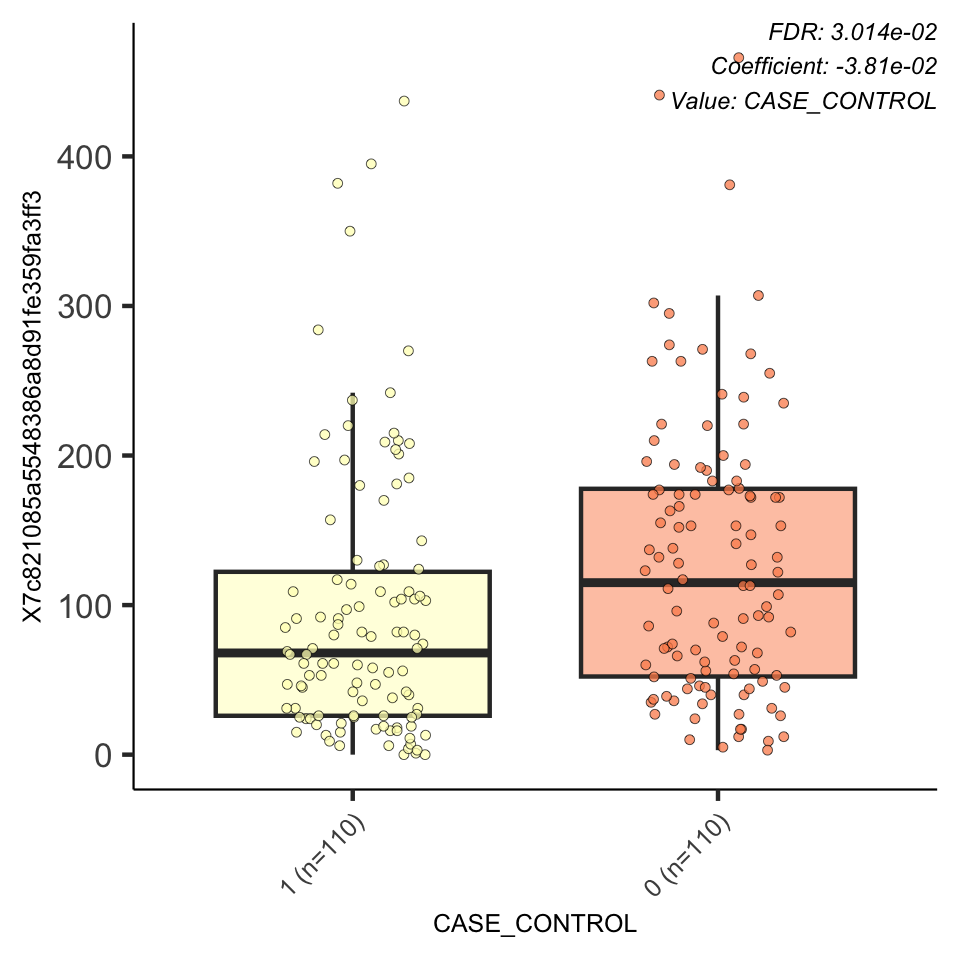 FDR: 3.014e-02
Coefficient: -3.81e-02
Value: CASE_CONTROL
X7c821085a5548386a8d91fe359fa3ff3
400
300
200
100
0
1 (n=110)
0 (n=110)
CASE_CONTROL